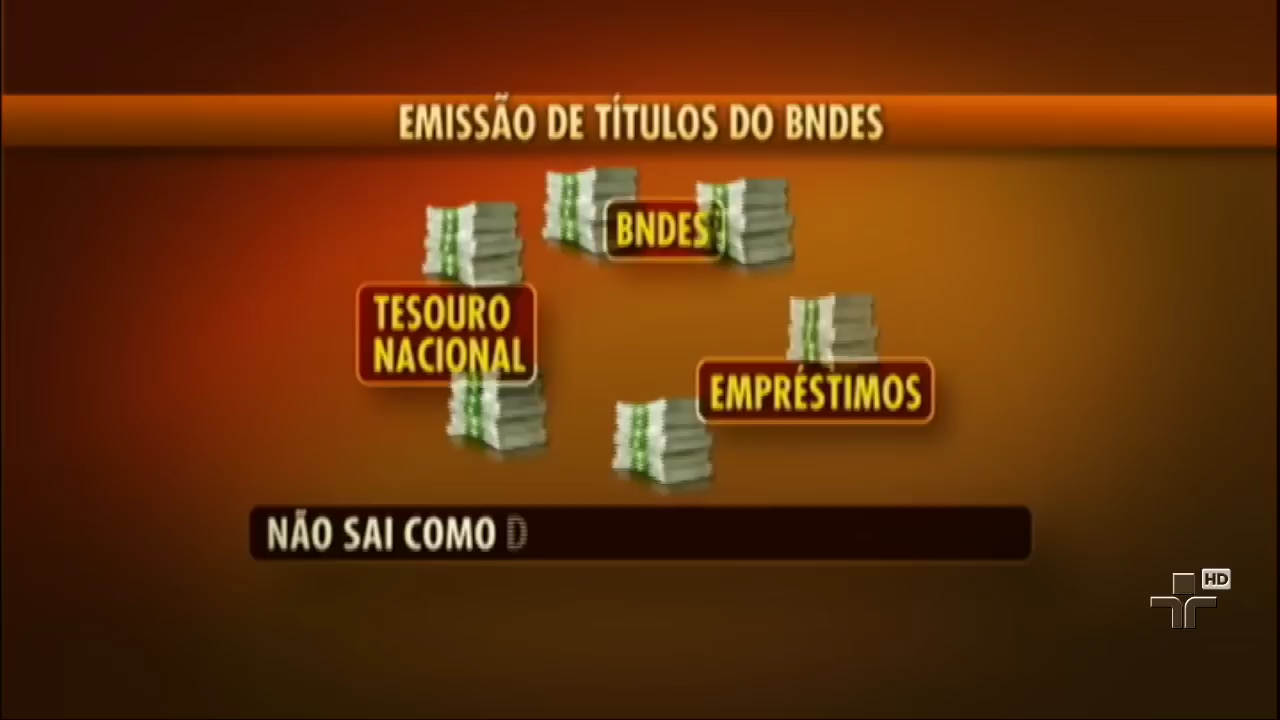 EMISSÃO DE TÍTULOS DO BNDES
BNDES
TESOURO
NACIONAL
EMPRÉSTIMOS
NÃO SAI COMO D
HD